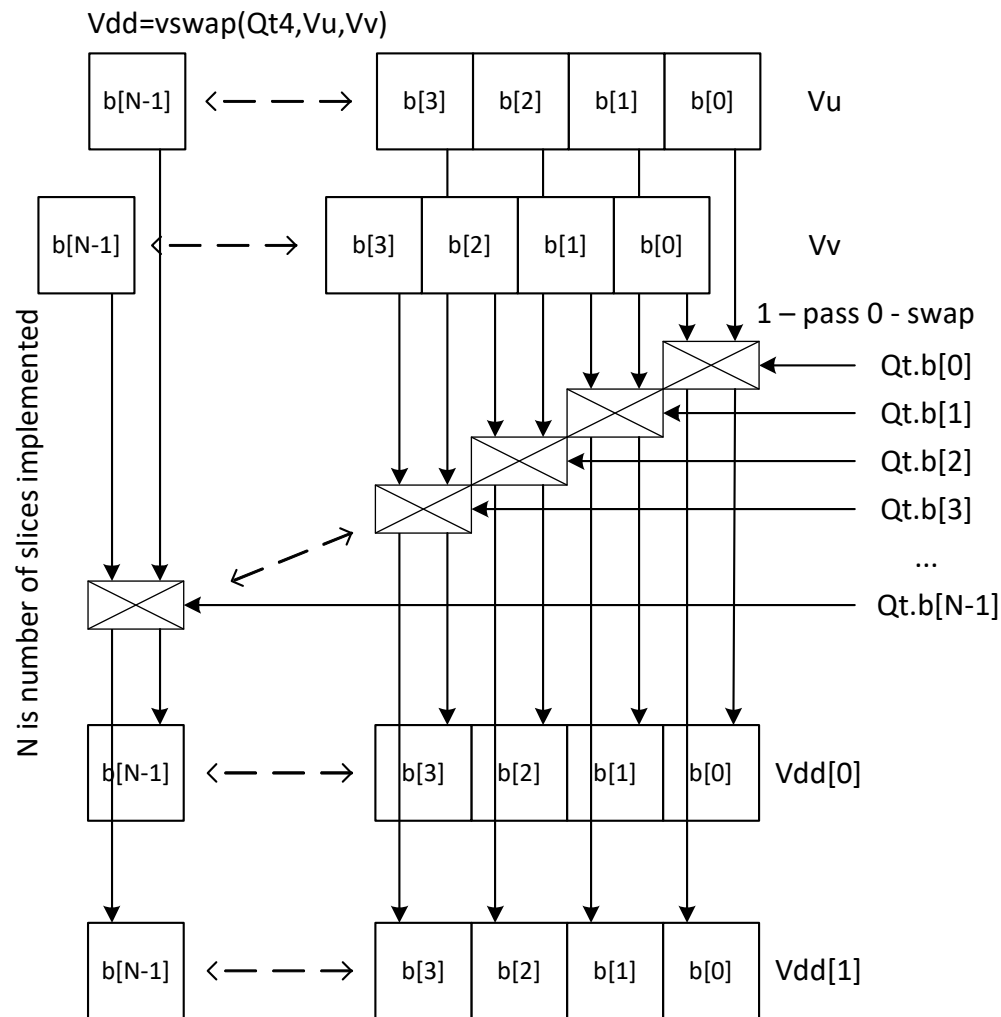 Vdd=vswap(Qt4,Vu,Vv)
b[N-1] b[3] b[2] b[1] b[0] Vu
b[N-1] b[3] b[2] b[1] b[0] Vv
1 – pass 0 - swap
Qt.b[0]
Qt.b[1]
Qt.b[2]
Qt.b[3]
...
Qt.b[N-1]
N is number of slices implemented
b[N-1] b[3] b[2] b[1] b[0] Vdd[0]
b[N-1] b[3] b[2] b[1] b[0] Vdd[1]